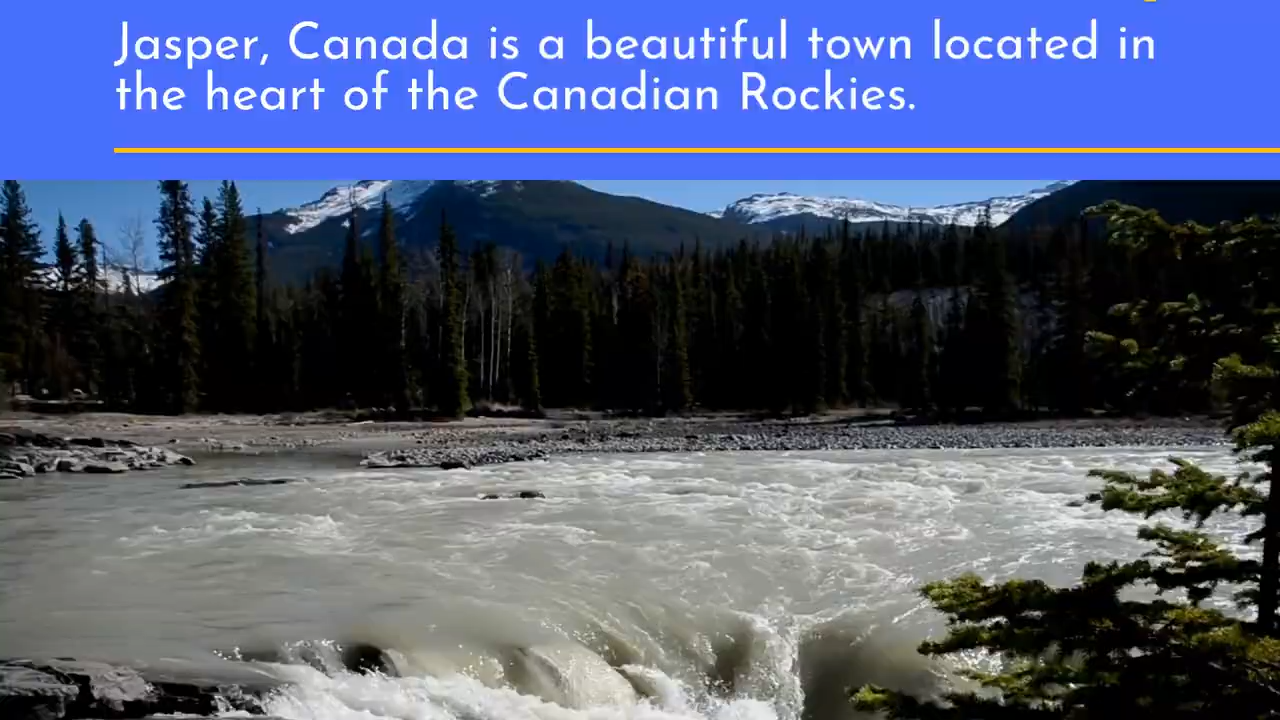 Jasper, Canada is a beautiful town located in
the heart of the Canadian Rockies.